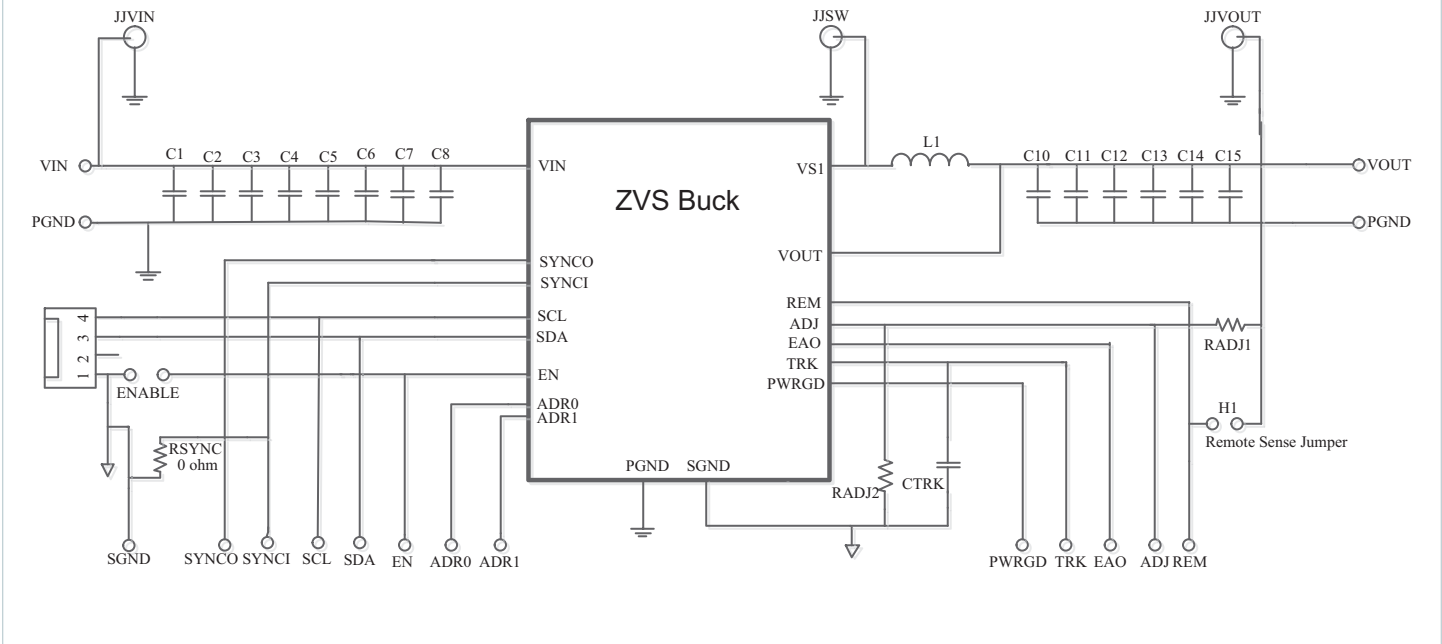 JJVIN
JJSW
JJVOUT
VIN
C1 C2 C3 C4 C5 C6 C7 C8
VIN
ZVS Buck
VS1
L1
C10 C11 C12 C13 C14 C15
VOUT
PGND
PGND
VOUT
SYNCO
SYNCI
SCL
SDA
EN
ADR0
ADR1
REM
ADJ
EAO
TRK
PWRGD
4
3
2
1
ENABLE
RADJ1
H1
Remote Sense Jumper
RSYNC
0 ohm
PGND SGND
RADJ2
CTRK
SGND SYNCO SYNCI SCL SDA EN ADR0 ADR1
PWRGD TRK EAO ADJ REM